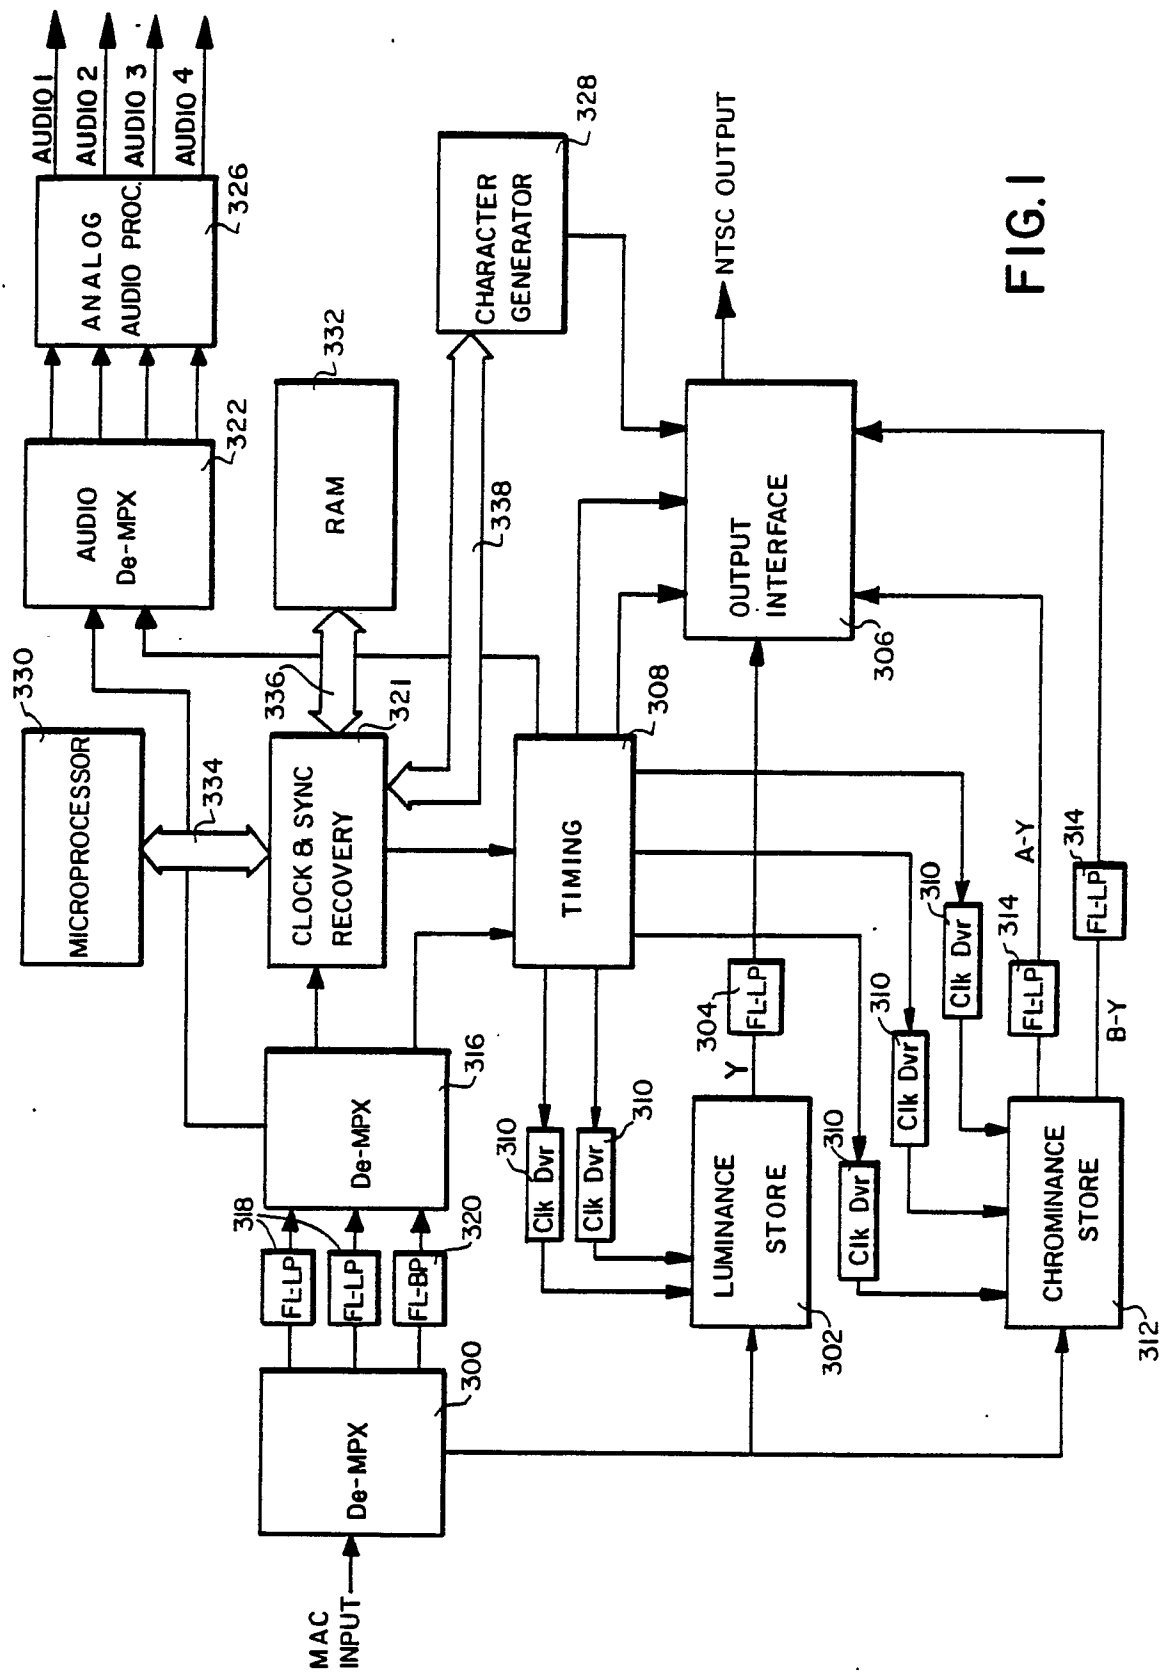 MAC
INPUT
De-MPX
300
FL-LP
318
FL-LP
FL-BP
320
De-MPX
316
MICROPROCESSOR
330
334
CLOCK & SYNC
RECOVERY
321
336
RAM
332
338
AUDIO
De-MPX
322
ANALOG
AUDIO PROC.
326
AUDIO 1
AUDIO 2
AUDIO 3
AUDIO 4
CHARACTER
GENERATOR
328
TIMING
308
Clk Dvr
310
Clk Dvr
310
LUMINANCE
STORE
302
Y
FL-LP
304
OUTPUT
INTERFACE
306
NTSC OUTPUT
Clk Dvr
310
Clk Dvr
310
Clk Dvr
310
CHROMINANCE
STORE
312
FL-LP
314
A-Y
B-Y
FL-LP
314
FIG. 1